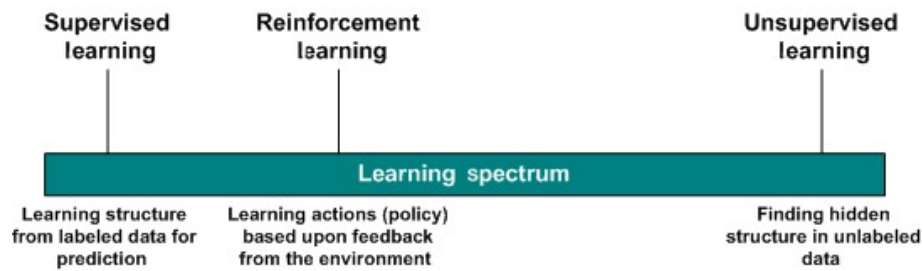 Supervised
learning
Reinforcement
learning
Unsupervised
learning
Learning spectrum
Learning structure
from labeled data for
prediction
Learning actions (policy)
based upon feedback
from the environment
Finding hidden
structure in unlabeled
data